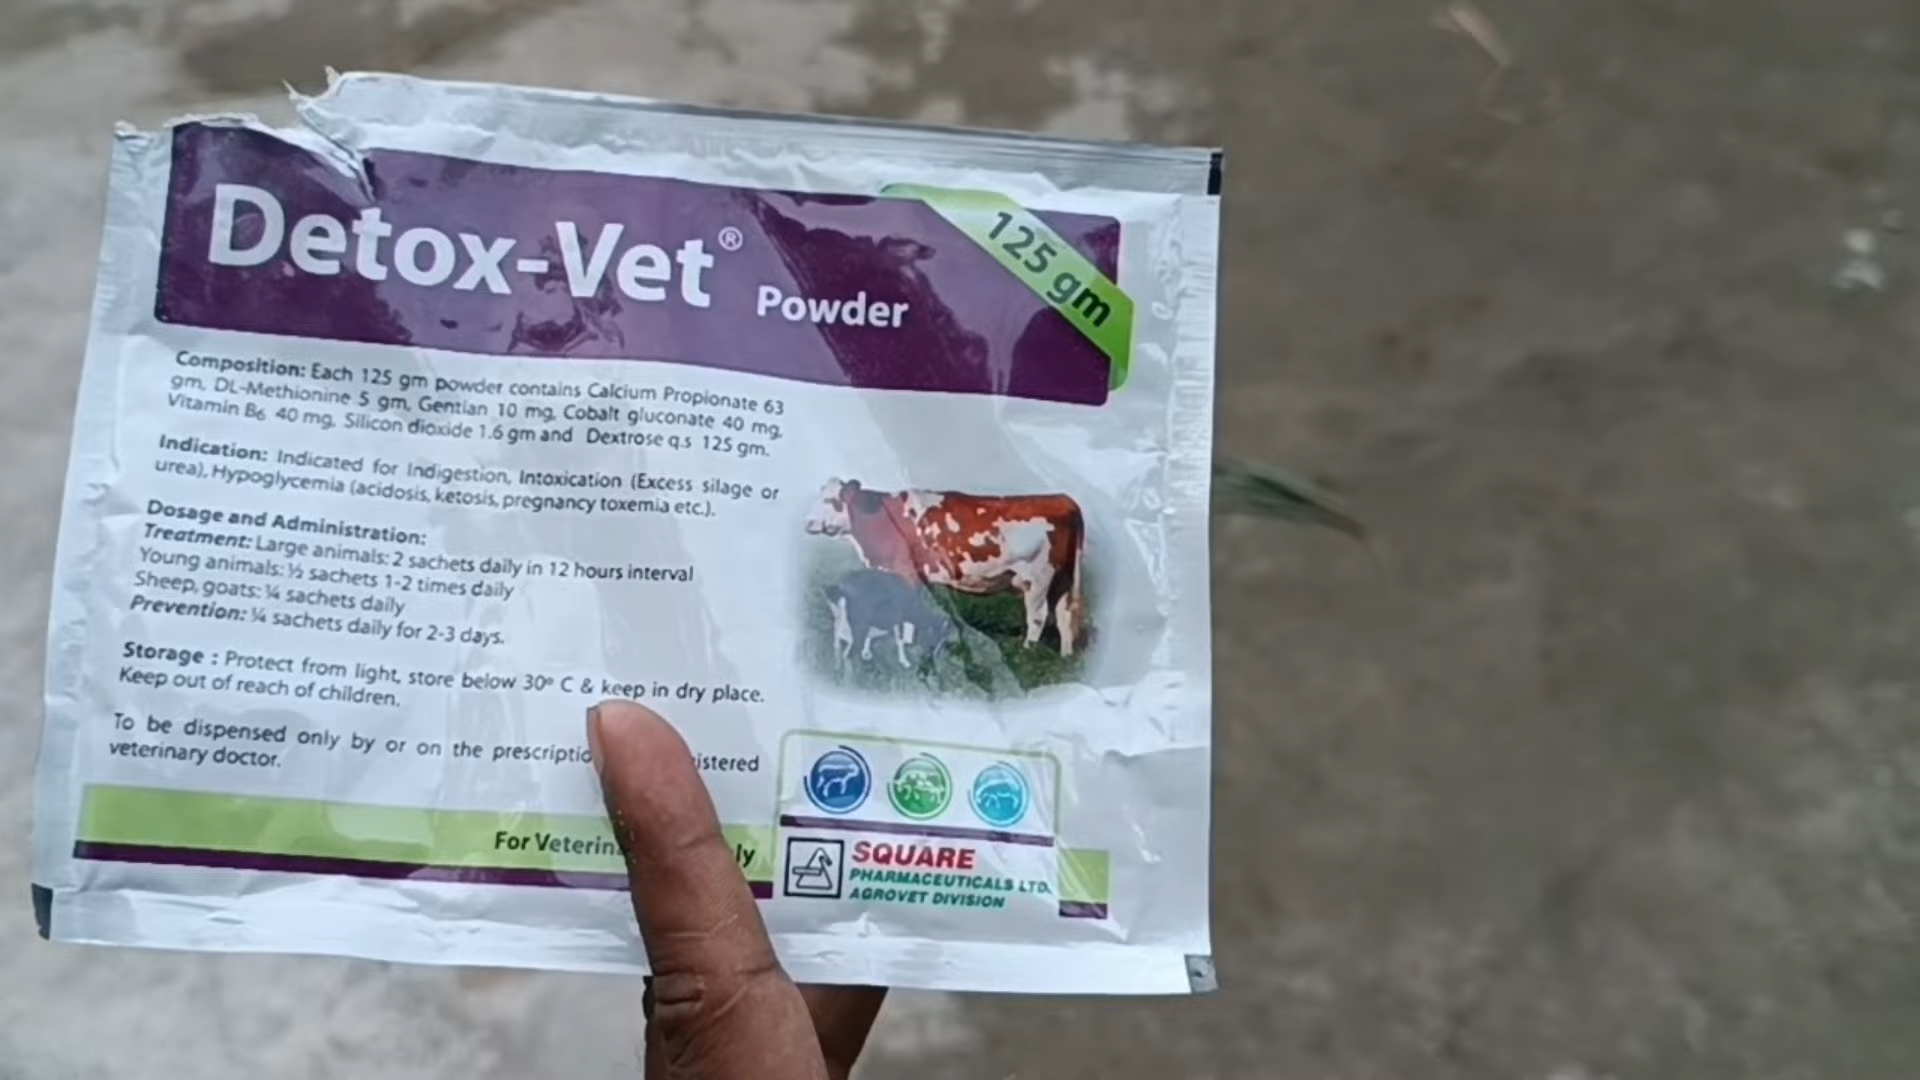 Detox-Vet®
Powder
125 gm
Composition: Each 125 gm powder contains Calcium Propionate 63
gm, DL-Methionine 5 gm, Gentian 10 mg, Cobalt gluconate 40 mg,
Vitamin B6 40 mg, Silicon dioxide 1.6 gm and Dextrose q.s 125 gm.
Indication: Indicated for Indigestion, Intoxication (Excess silage or
urea), Hypoglycemia (acidosis, ketosis, pregnancy toxemia etc.).
Dosage and Administration:
Treatment: Large animals: 2 sachets daily in 12 hours interval
Young animals: ½ sachets 1-2 times daily
Sheep, goats: ¼ sachets daily
Prevention: ¼ sachets daily for 2-3 days.
Storage : Protect from light, store below 30º C & keep in dry place.
Keep out of reach of children.
To be dispensed only by or on the
veterinary doctor.
For
SQUARE
PHARMACEUTICALS LTD.
AGROVET DIVISION